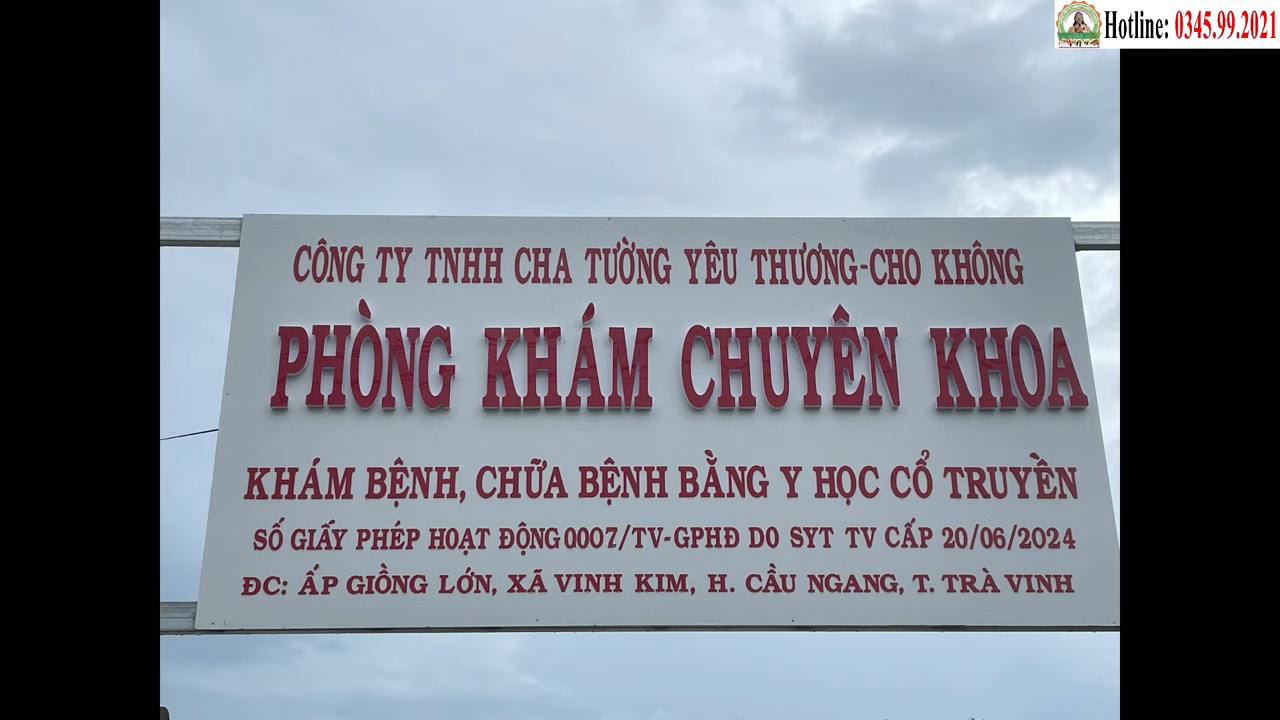 Hotline: 0345.99.2021
CÔNG TY TNHH CHA TƯỜNG YÊU THƯƠNG-CHO KHÔNG
PHÒNG KHÁM CHUYÊN KHOA
KHÁM BỆNH, CHỮA BỆNH BẰNG Y HỌC CỔ TRUYỀN
SỐ GIẤY PHÉP HOẠT ĐỘNG 0007/TV-GPHĐ DO SYT TV CẤP 20/06/2024
ĐC: ẤP GIỒNG LỚN, XÃ VINH KIM, H. CẦU NGANG, T. TRÀ VINH